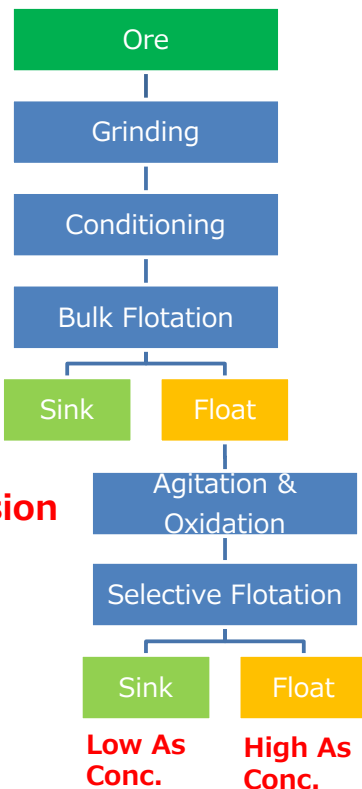 Ore
Grinding
Conditioning
Bulk Flotation
Sink Float
Agitation &
Oxidation
Selective Flotation
Sink Float
Low As High As
Conc. Conc.